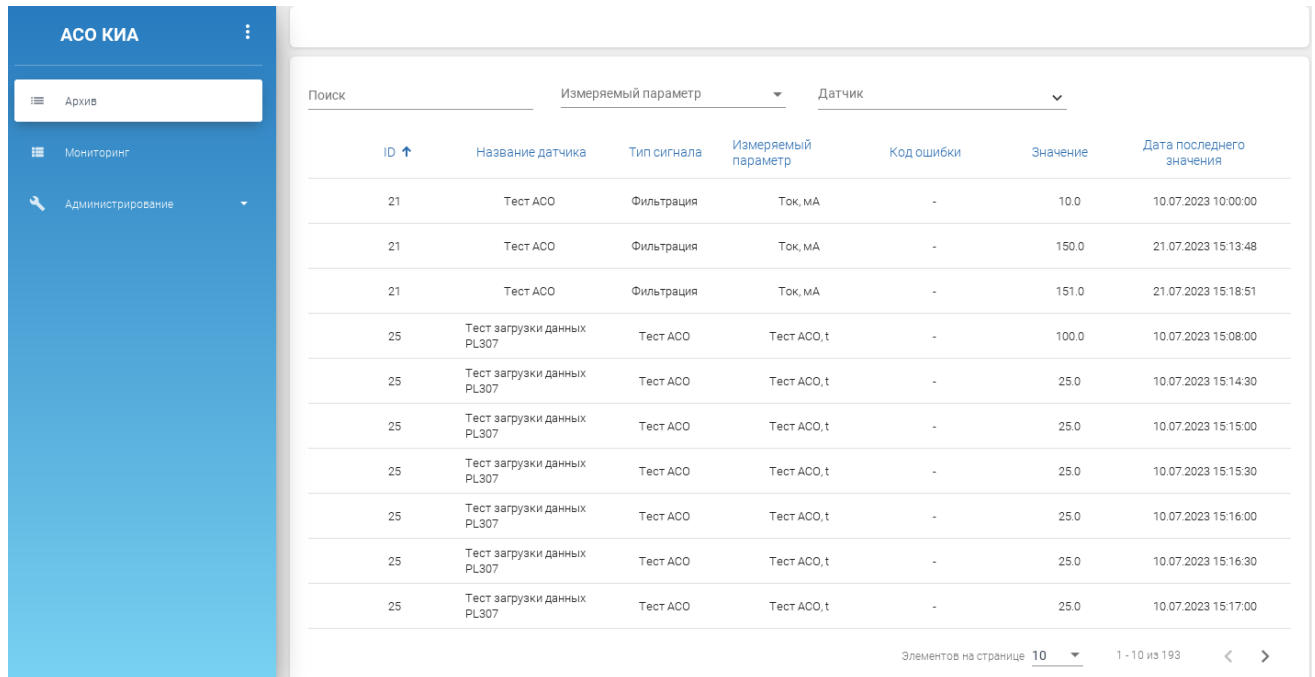 АСО КИА
Архив
Мониторинг
Администрирование
Поиск Измеряемый параметр Датчик
ID Название датчика Тип сигнала Измеряемый параметр Код ошибки Значение Дата последнего значения
21 Тест АСО Фильтрация Ток, мА - 10.0 10.07.2023 10:00:00
21 Тест АСО Фильтрация Ток, мА - 150.0 21.07.2023 15:13:48
21 Тест АСО Фильтрация Ток, мА - 151.0 21.07.2023 15:18:51
25 Тест загрузки данных PL307 Тест АСО Тест АСО, t - 100.0 10.07.2023 15:08:00
25 Тест загрузки данных PL307 Тест АСО Тест АСО, t - 25.0 10.07.2023 15:14:30
25 Тест загрузки данных PL307 Тест АСО Тест АСО, t - 25.0 10.07.2023 15:15:00
25 Тест загрузки данных PL307 Тест АСО Тест АСО, t - 25.0 10.07.2023 15:15:30
25 Тест загрузки данных PL307 Тест АСО Тест АСО, t - 25.0 10.07.2023 15:16:00
25 Тест загрузки данных PL307 Тест АСО Тест АСО, t - 25.0 10.07.2023 15:16:30
25 Тест загрузки данных PL307 Тест АСО Тест АСО, t - 25.0 10.07.2023 15:17:00
Элементов на странице 10 1 - 10 из 193